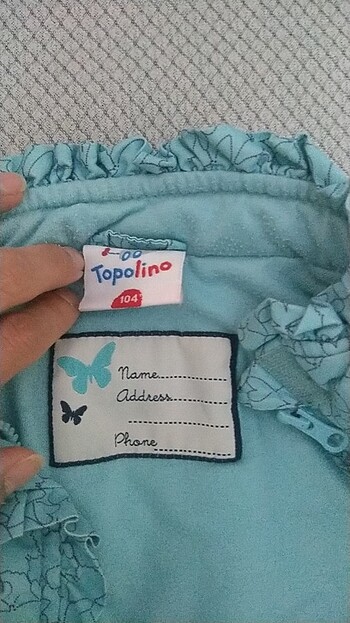 Topolino
104
Name
Address
Phone